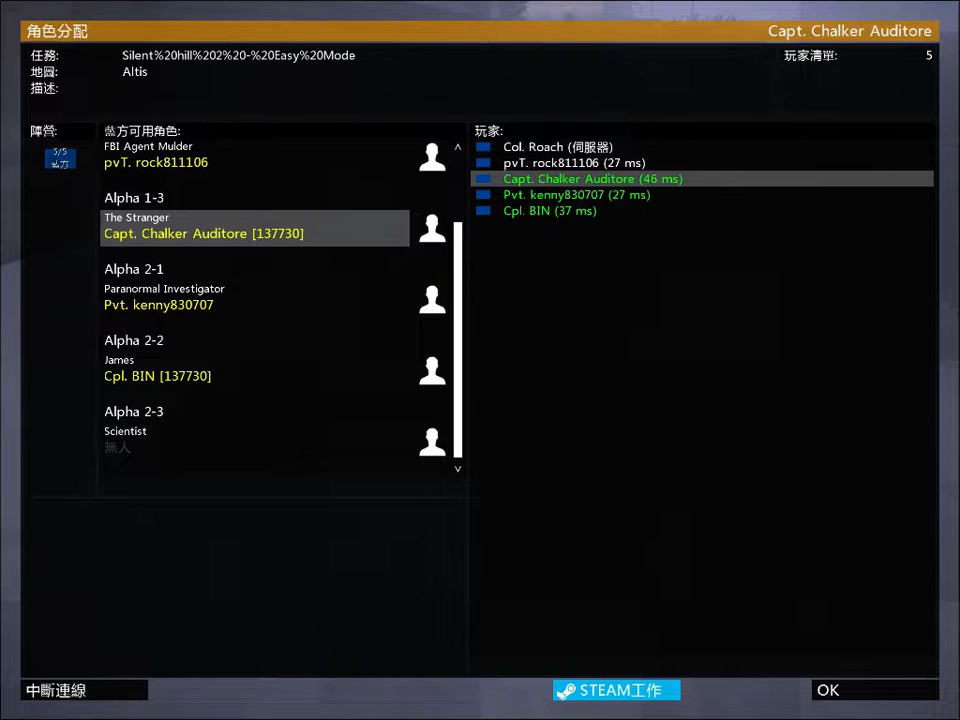 角色分配
Capt. Chalker Auditore
任務: Silent%20hill%202%20-%20Easy%20Mode
玩家清單: 5
地圖: Altis
描述:
陣營:
5/5
藍方
藍方可用角色:
FBI Agent Mulder
pvT. rock811106
Alpha 1-3
The Stranger
Capt. Chalker Auditore [137730]
Alpha 2-1
Paranormal Investigator
Pvt. kenny830707
Alpha 2-2
James
Cpl. BIN [137730]
Alpha 2-3
Scientist
無人
玩家:
Col. Roach (伺服器)
pvT. rock811106 (27 ms)
Capt. Chalker Auditore (46 ms)
Pvt. kenny830707 (27 ms)
Cpl. BIN (37 ms)
中斷連線
STEAM工作
OK